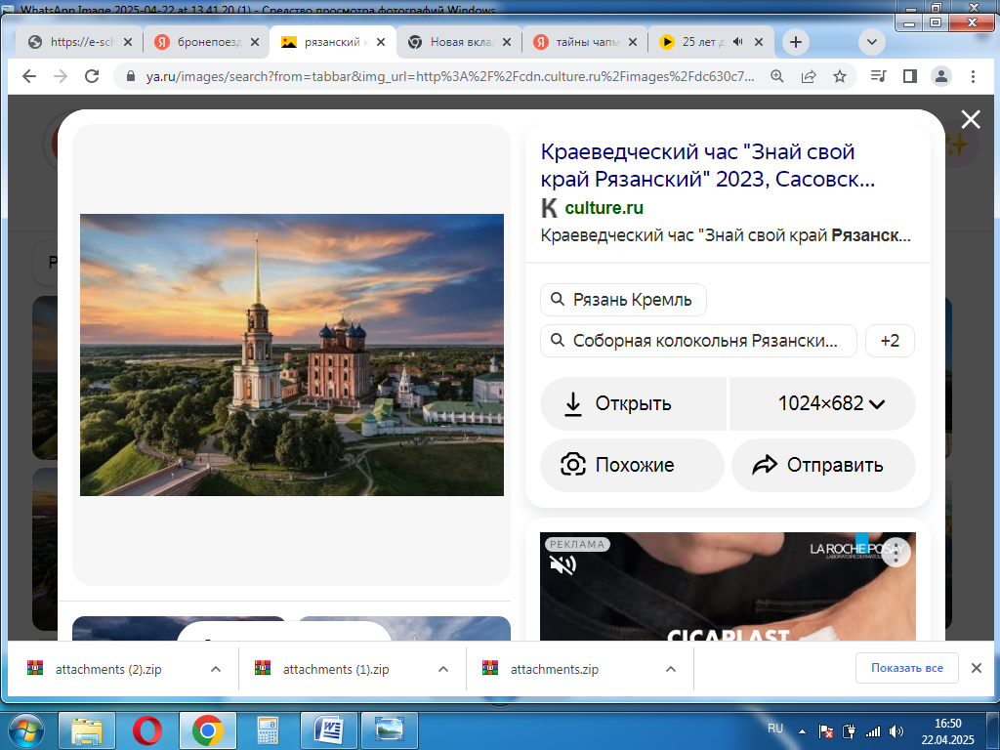 WhatsApp Image 2025-04-22 at 13.41.20 (1) - Средство просмотра фотографий Windows
https://e-sch
бронепоезд
рязанский к
Новая вкла
тайны чапм
25 лет д
ya.ru/images/search?from=tabbar&img_url=http%3A%2F%2Fcdn.culture.ru%2Fimages%2Fdc630c7...
Краеведческий час "Знай свой
край Рязанский" 2023, Сасовск...
culture.ru
Краеведческий час "Знай свой край Рязанск...
Рязань Кремль
Соборная колокольня Рязански...
+2
Открыть
1024×682
Похожие
Отправить
РЕКЛАМА
LA ROCHE POSAY
LABORATOIRE DERMATOLOGIQUE
CICAPLAST
attachments (2).zip
attachments (1).zip
attachments.zip
Показать все
RU
16:50
22.04.2025